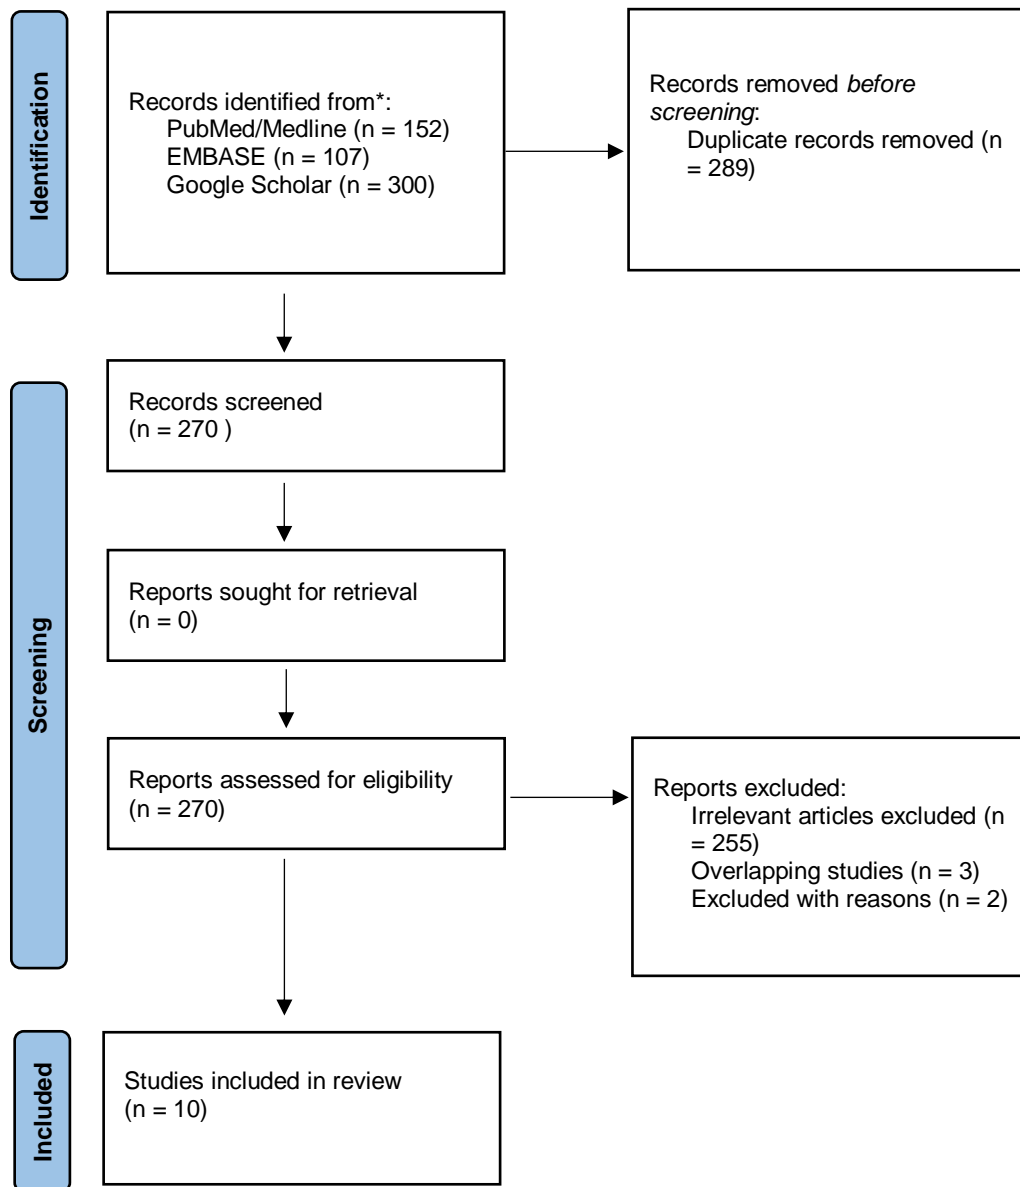 Identification
Records identified from*:
PubMed/Medline (n = 152)
EMBASE (n = 107)
Google Scholar (n = 300)
Records removed before
screening:
Duplicate records removed (n
= 289)
Screening
Records screened
(n = 270 )
Reports sought for retrieval
(n = 0)
Reports assessed for eligibility
(n = 270)
Reports excluded:
Irrelevant articles excluded (n
= 255)
Overlapping studies (n = 3)
Excluded with reasons (n = 2)
Included
Studies included in review
(n = 10)